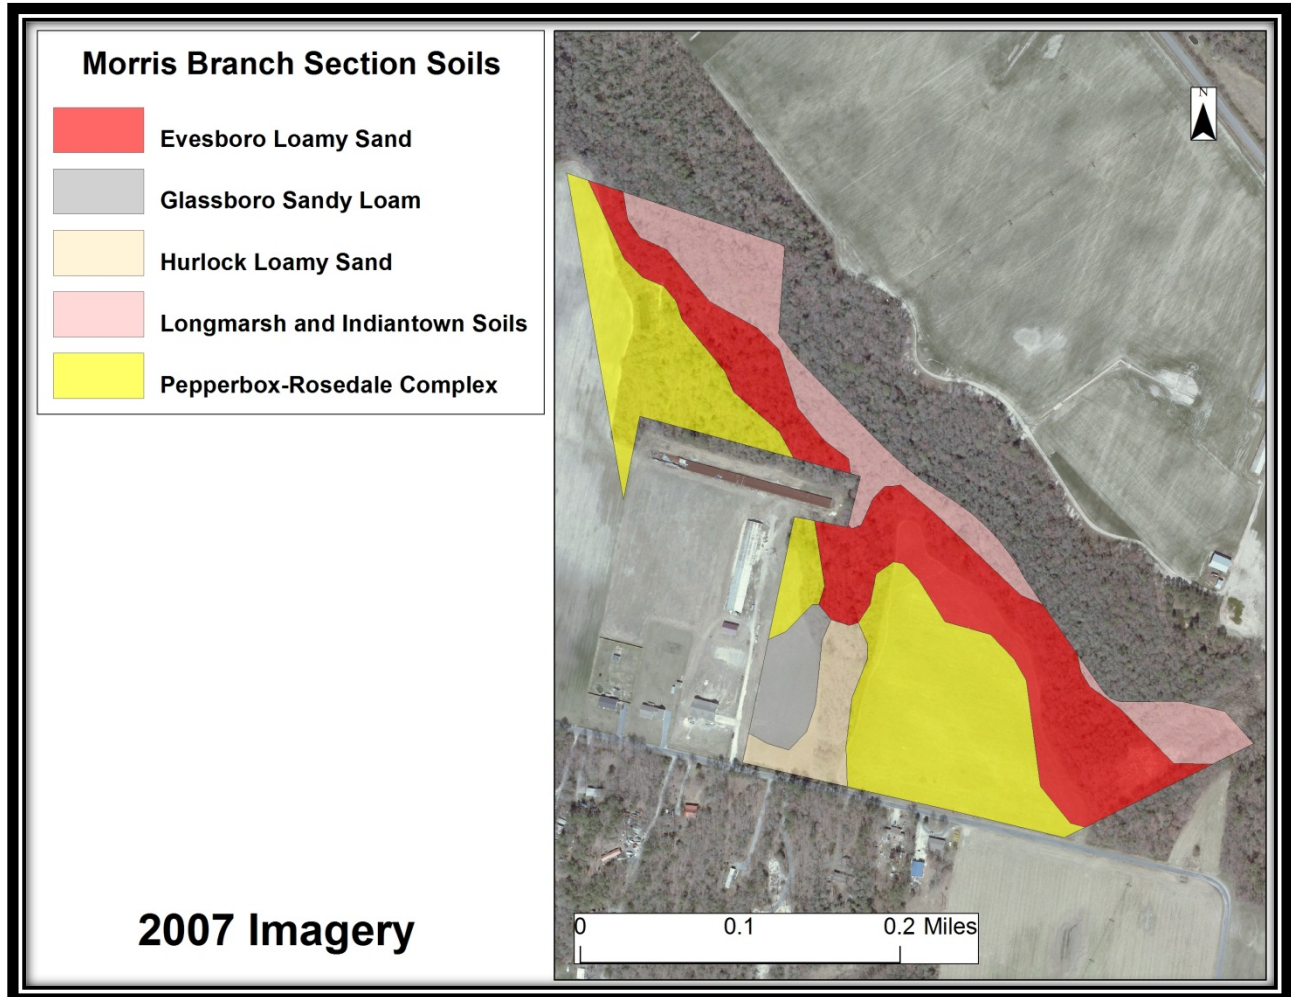 Morris Branch Section Soils
Evesboro Loamy Sand
Glassboro Sandy Loam
Hurlock Loamy Sand
Longmarsh and Indiantown Soils
Pepperbox-Rosedale Complex
2007 Imagery
N
0 0.1 0.2 Miles